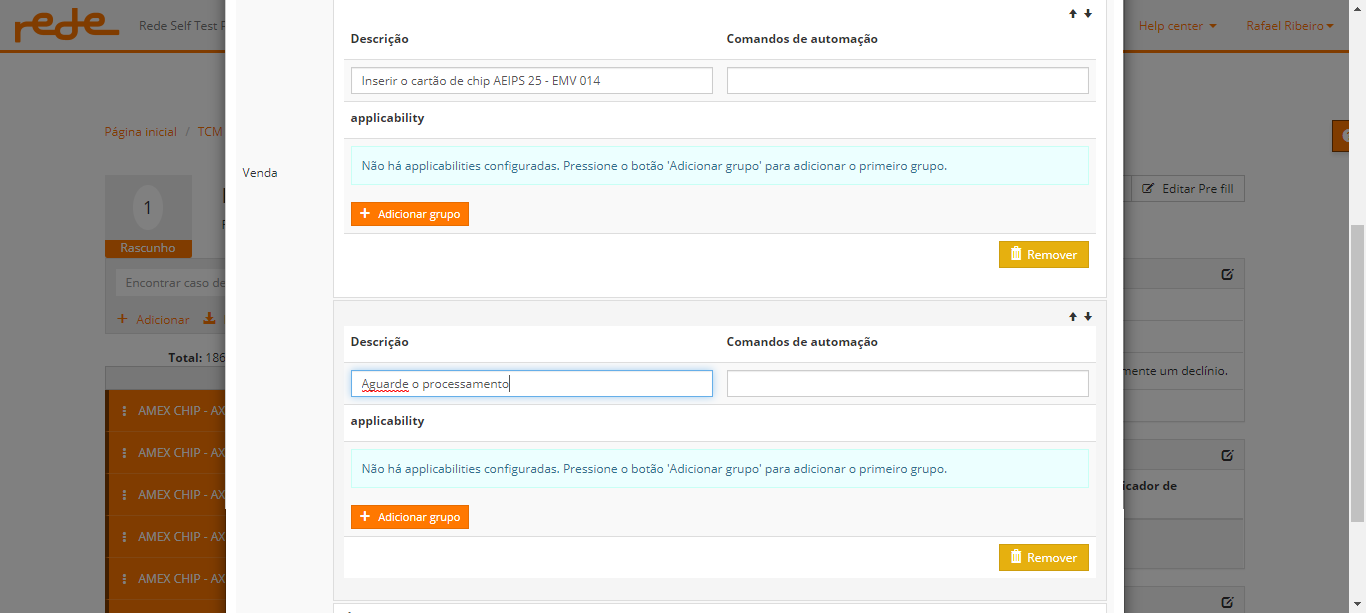 rede
Rede Self Test
Help center
Rafael Ribeiro
Página inicial / TCM
1
Rascunho
Encontrar caso de
+ Adicionar
Total: 186
AMEX CHIP - AX
AMEX CHIP - AX
AMEX CHIP - AX
AMEX CHIP - AX
AMEX CHIP - AX
Venda
Descrição
Comandos de automação
Inserir o cartão de chip AEIPS 25 - EMV 014
applicability
Não há applicabilities configuradas. Pressione o botão 'Adicionar grupo' para adicionar o primeiro grupo.
+ Adicionar grupo
Remover
Descrição
Comandos de automação
Aguarde o processamento
applicability
Não há applicabilities configuradas. Pressione o botão 'Adicionar grupo' para adicionar o primeiro grupo.
+ Adicionar grupo
Remover
Editar Pre fill
mente um declínio.
icador de